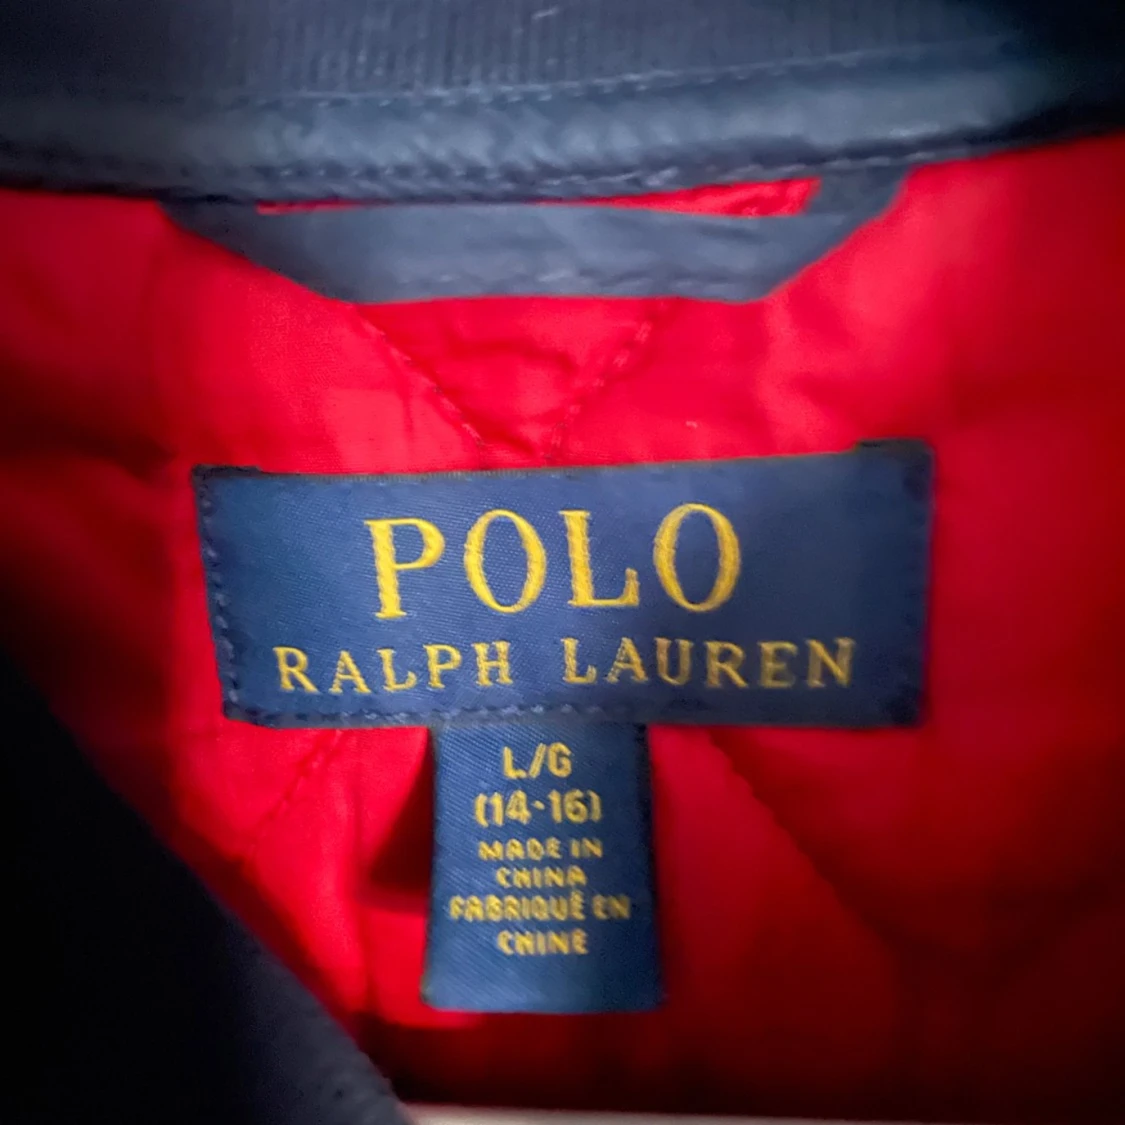 POLO
RALPH LAUREN
L/G
(14-16)
MADE IN
CHINA
FABRIQUÉ EN
CHINE